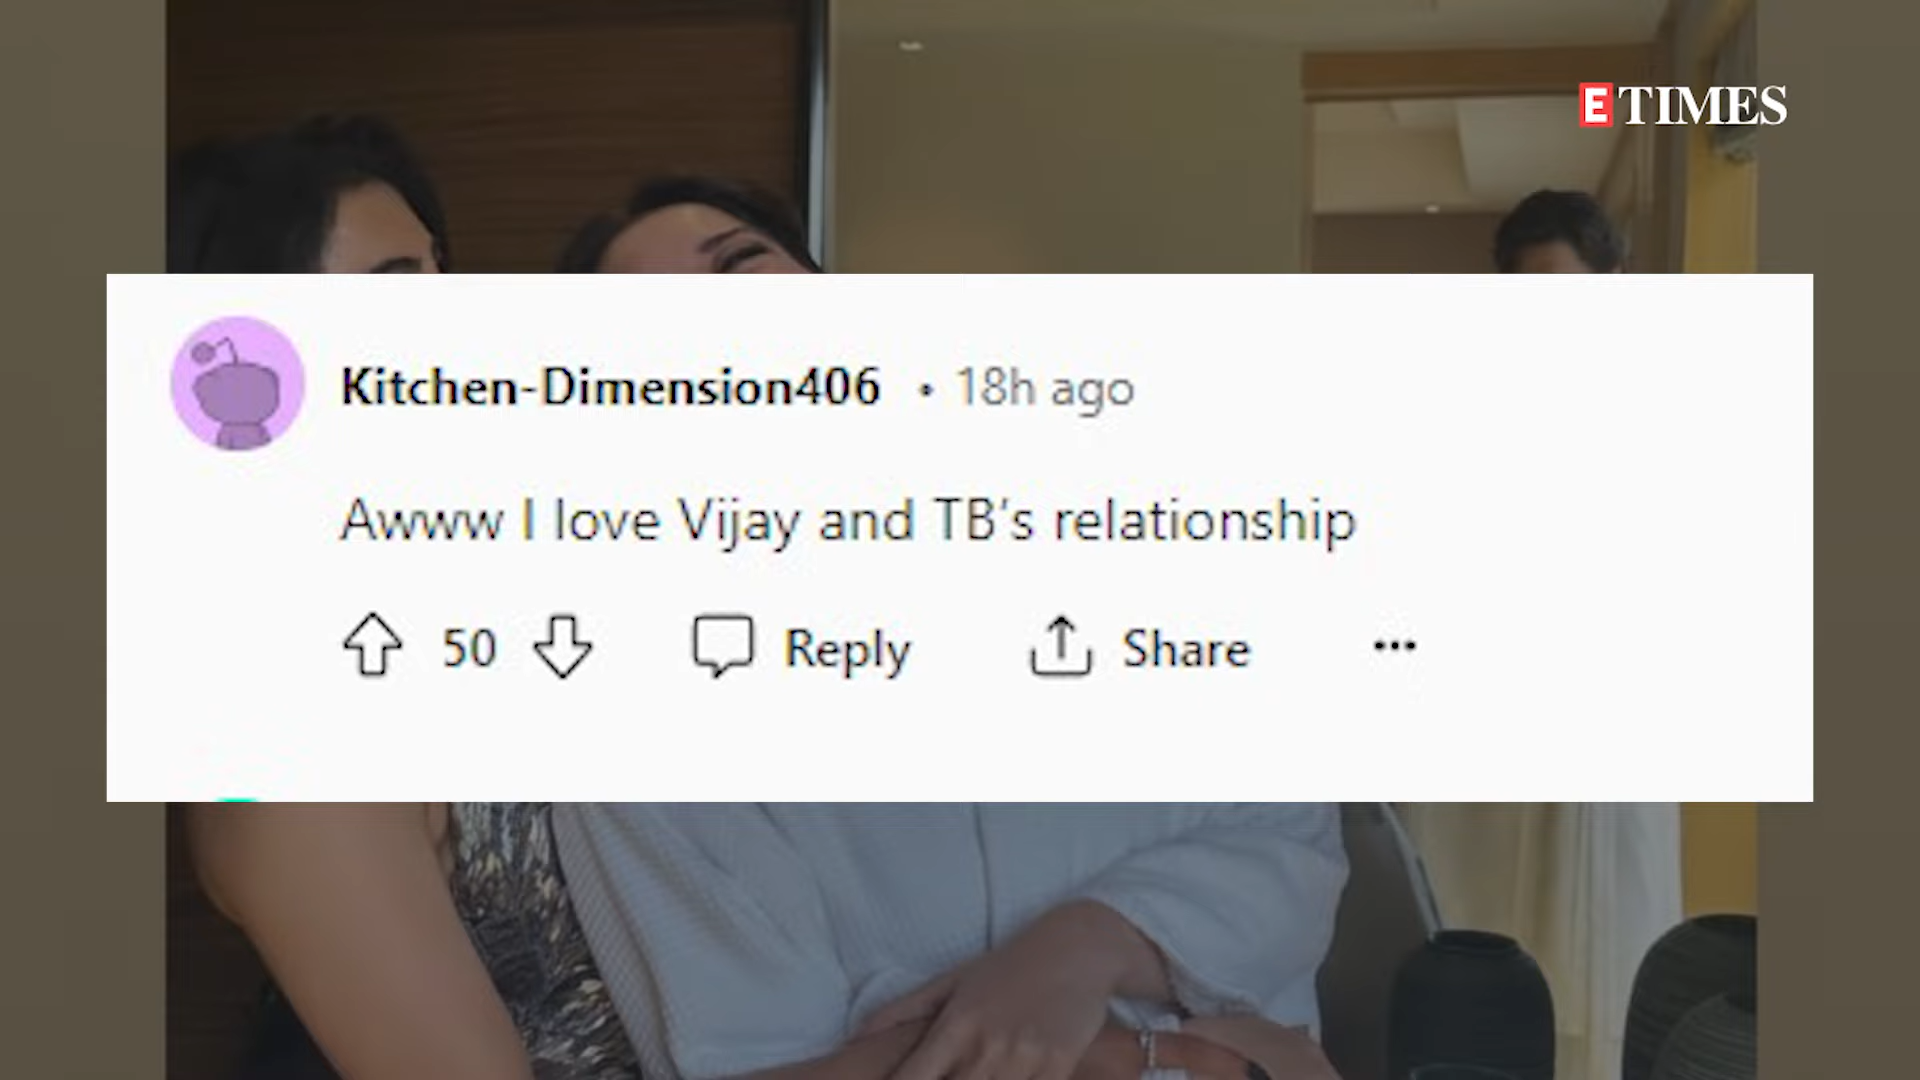 ETIMES
Kitchen-Dimension406 • 18h ago
Awww I love Vijay and TB's relationship
50 Reply Share ...